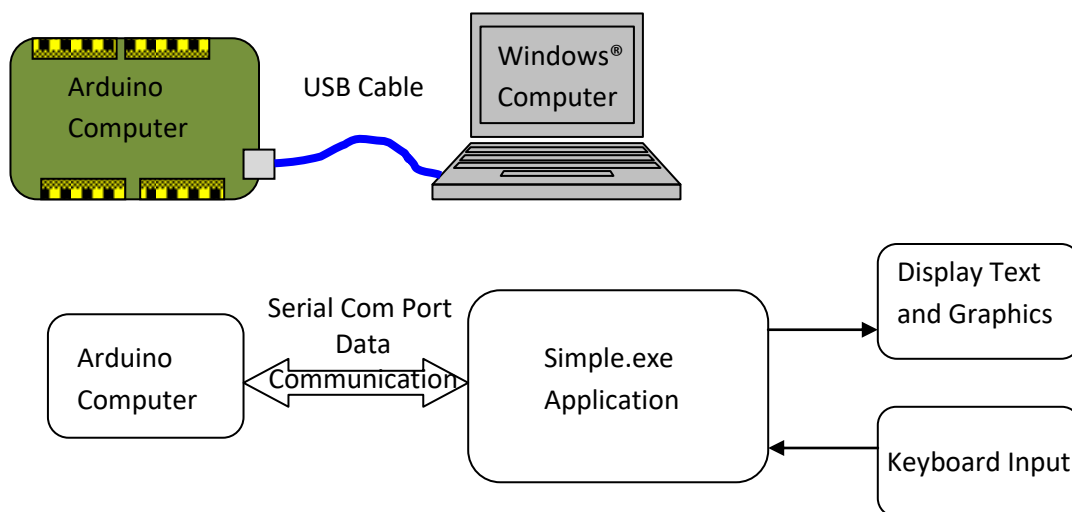 Arduino
Computer
USB Cable
Windows®
Computer
Serial Com Port
Data
Communication
Arduino
Computer
Simple.exe
Application
Display Text
and Graphics
Keyboard Input